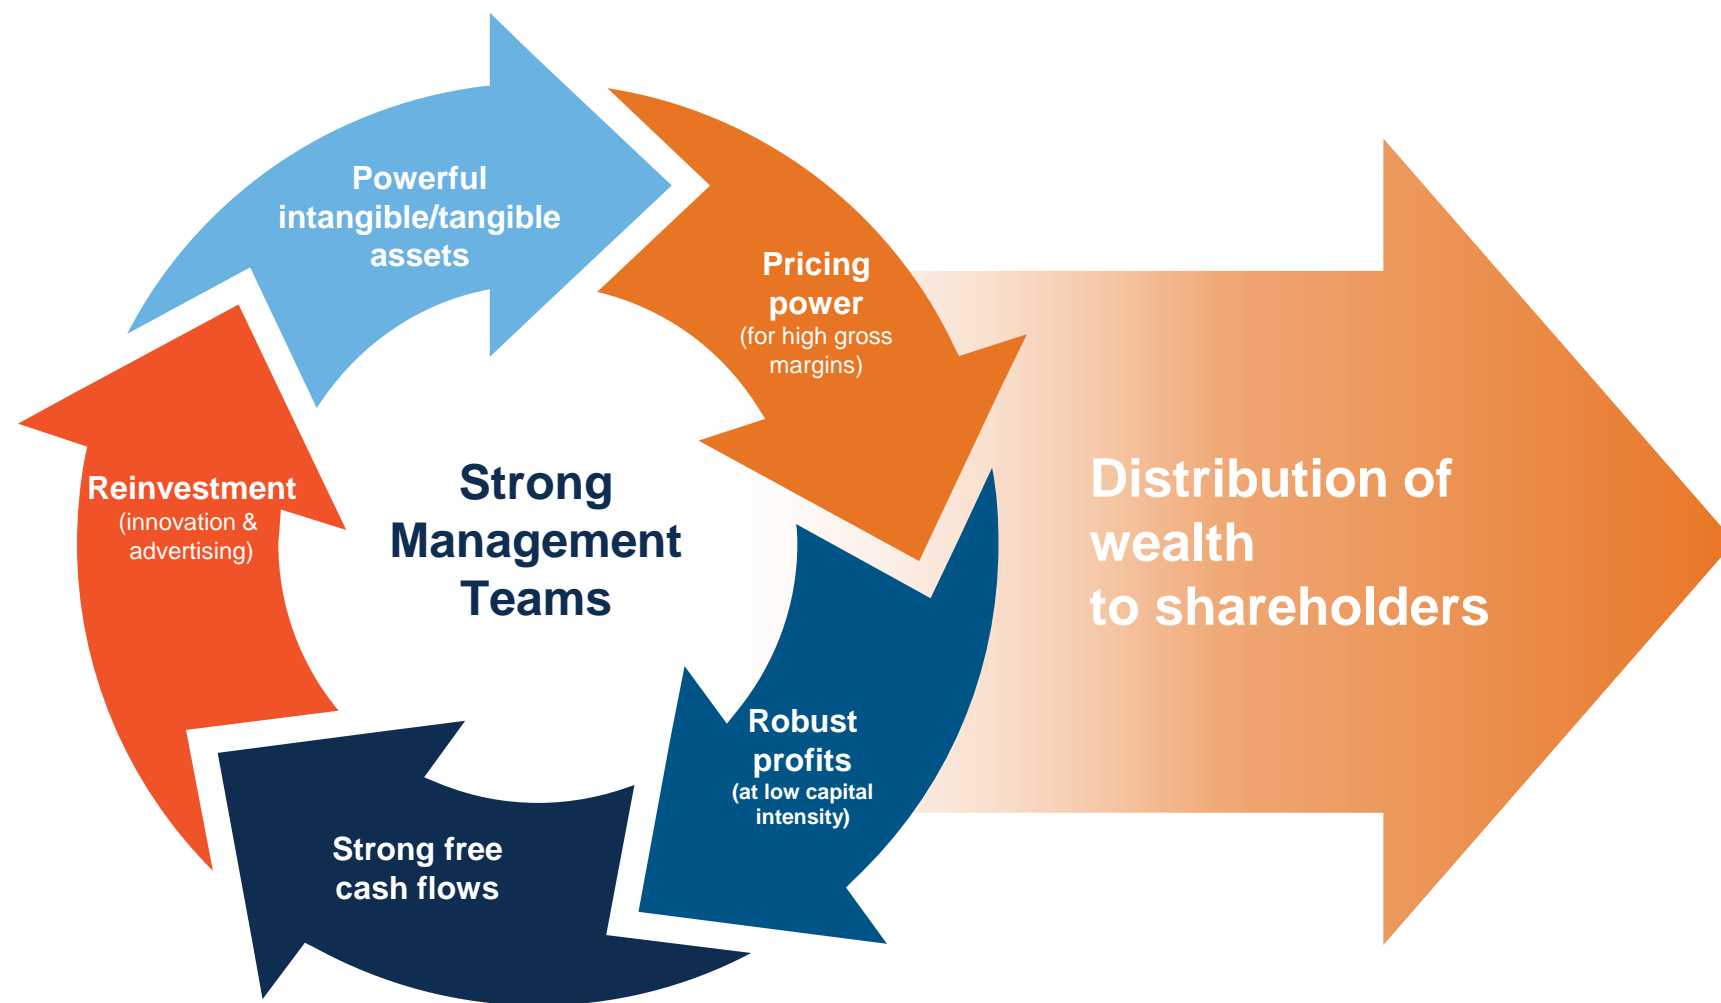 Powerful
intangible/tangible
assets
Pricing
power
(for high gross
margins)
Robust
profits
(at low capital
intensity)
Strong free
cash flows
Reinvestment
(innovation &
advertising)
Strong
Management
Teams
Distribution of
wealth
to shareholders